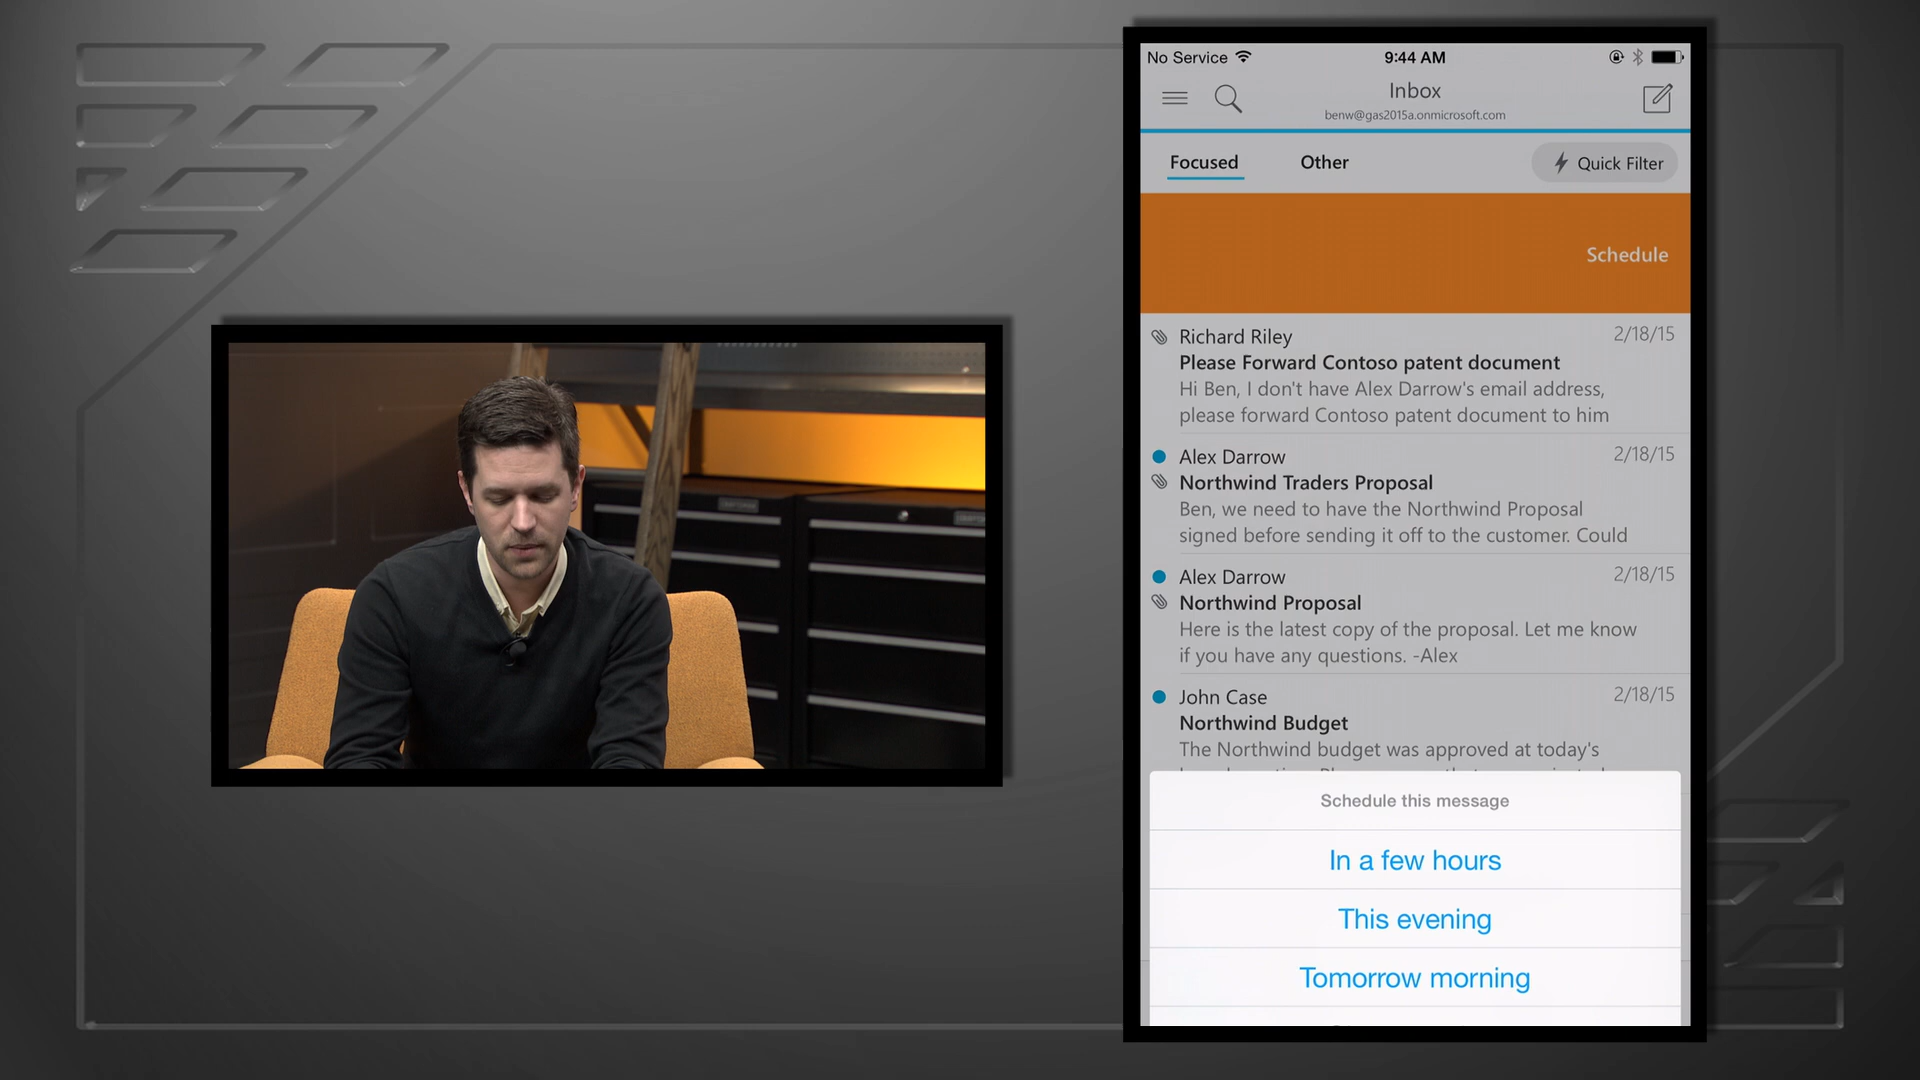 No Service
9:44 AM
Inbox
benw@gas2015a.onmicrosoft.com
Focused
Other
Quick Filter
Schedule
Richard Riley
2/18/15
Please Forward Contoso patent document
Hi Ben, I don't have Alex Darrow's email address,
please forward Contoso patent document to him
Alex Darrow
2/18/15
Northwind Traders Proposal
Ben, we need to have the Northwind Proposal
signed before sending it off to the customer. Could
Alex Darrow
2/18/15
Northwind Proposal
Here is the latest copy of the proposal. Let me know
if you have any questions. -Alex
John Case
2/18/15
Northwind Budget
The Northwind budget was approved at today's
Schedule this message
In a few hours
This evening
Tomorrow morning